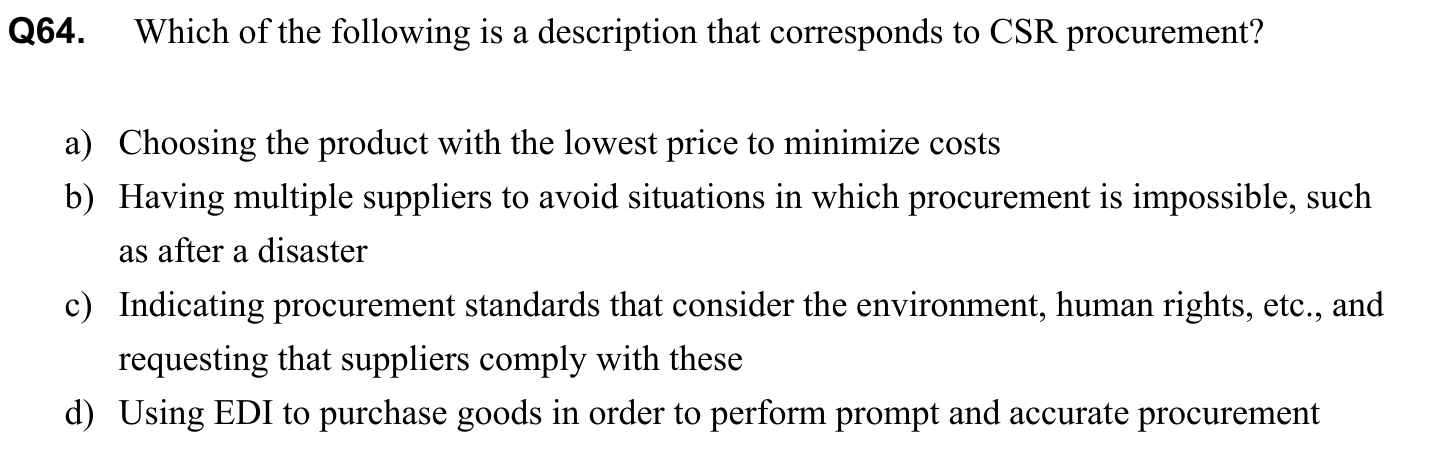 Q64. Which of the following is a description that corresponds to CSR procurement?
a) Choosing the product with the lowest price to minimize costs
b) Having multiple suppliers to avoid situations in which procurement is impossible, such
as after a disaster
c) Indicating procurement standards that consider the environment, human rights, etc., and
requesting that suppliers comply with these
d) Using EDI to purchase goods in order to perform prompt and accurate procurement